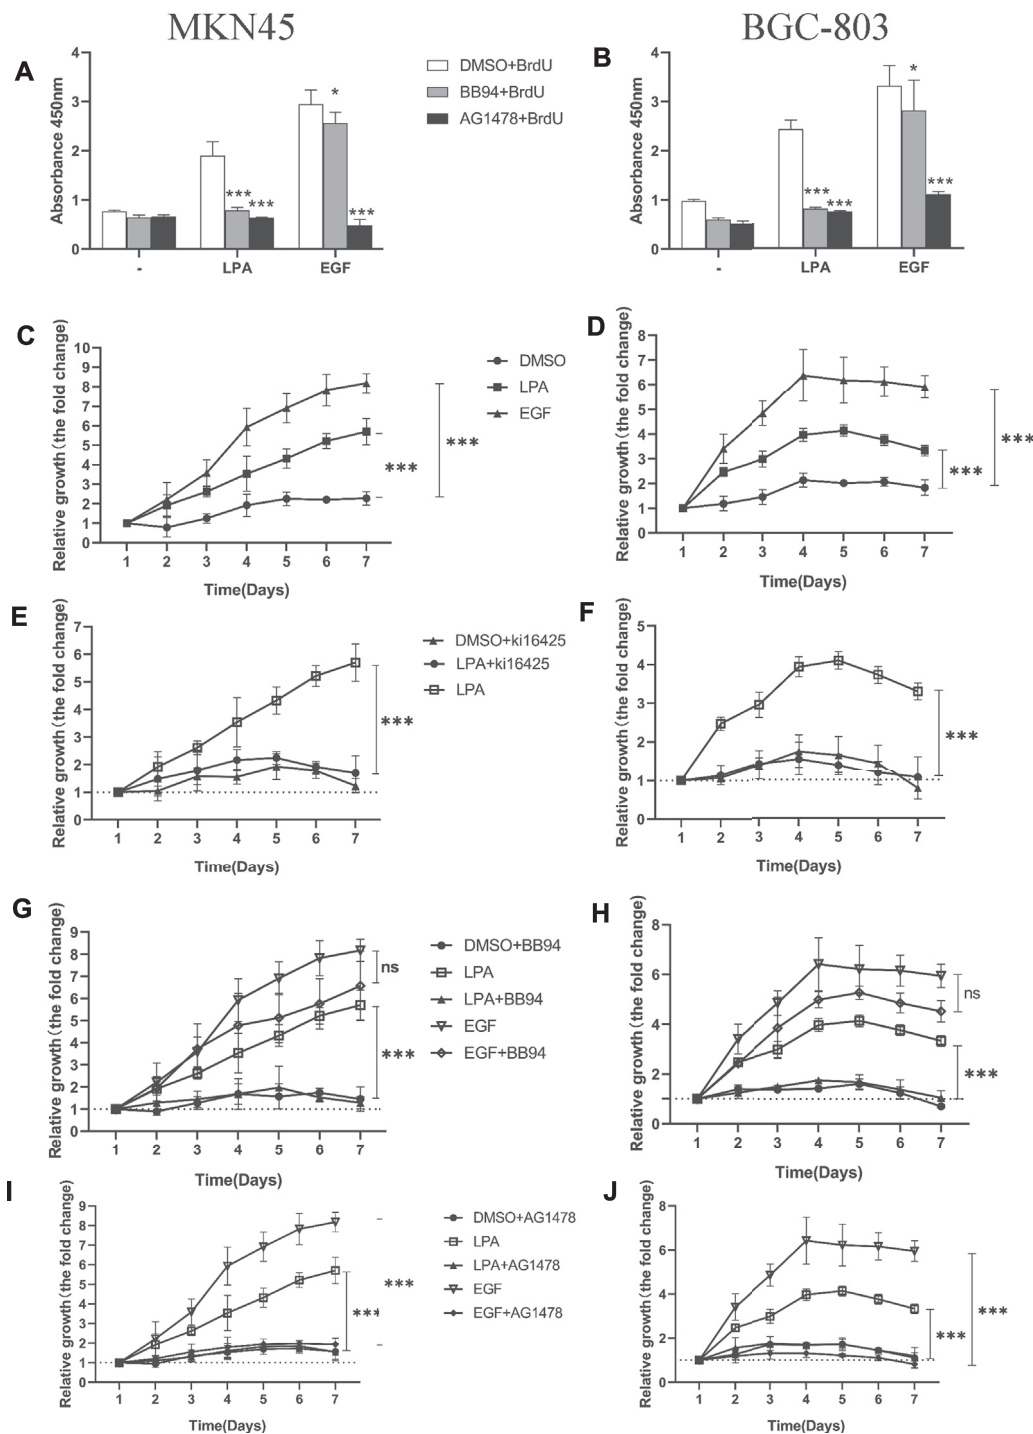 MKN45 BGC-803
A
4
3
2
1
0
Absorbance 450nm
*
***
***
***
- LPA EGF
DMSO+BrdU
BB94+BrdU
AG1478+BrdU
B
4
3
2
1
0
Absorbance 450nm
*
***
***
***
- LPA EGF
C
10
9
8
7
6
5
4
3
2
1
0
Relative growth(the fold change)
1 2 3 4 5 6 7
Time(Days)
***
***
DMSO
LPA
EGF
D
8
7
6
5
4
3
2
1
0
Relative growth(the fold change)
1 2 3 4 5 6 7
Time(Days)
***
***
E
7
6
5
4
3
2
1
0
Relative growth(the fold change)
1 2 3 4 5 6 7
Time(Days)
***
DMSO+ki16425
LPA+ki16425
LPA
F
5
4
3
2
1
0
Relative growth(the fold change)
1 2 3 4 5 6 7
Time(Days)
***
G
9
8
7
6
5
4
3
2
1
0
Relative growth(the fold change)
1 2 3 4 5 6 7
Time(Days)
ns
***
DMSO+BB94
LPA
LPA+BB94
EGF
EGF+BB94
H
8
6
4
2
1
0
Relative growth(the fold change)
1 2 3 4 5 6 7
Time(Days)
ns
***
I
9
8
7
6
5
4
3
2
1
0
Relative growth (the fold change)
1 2 3 4 5 6 7
Time(Days)
***
***
DMSO+AG1478
LPA
LPA+AG1478
EGF
EGF+AG1478
J
8
6
4
2
1
0
Relative growth (the fold change)
1 2 3 4 5 6 7
Time(Days)
***
***